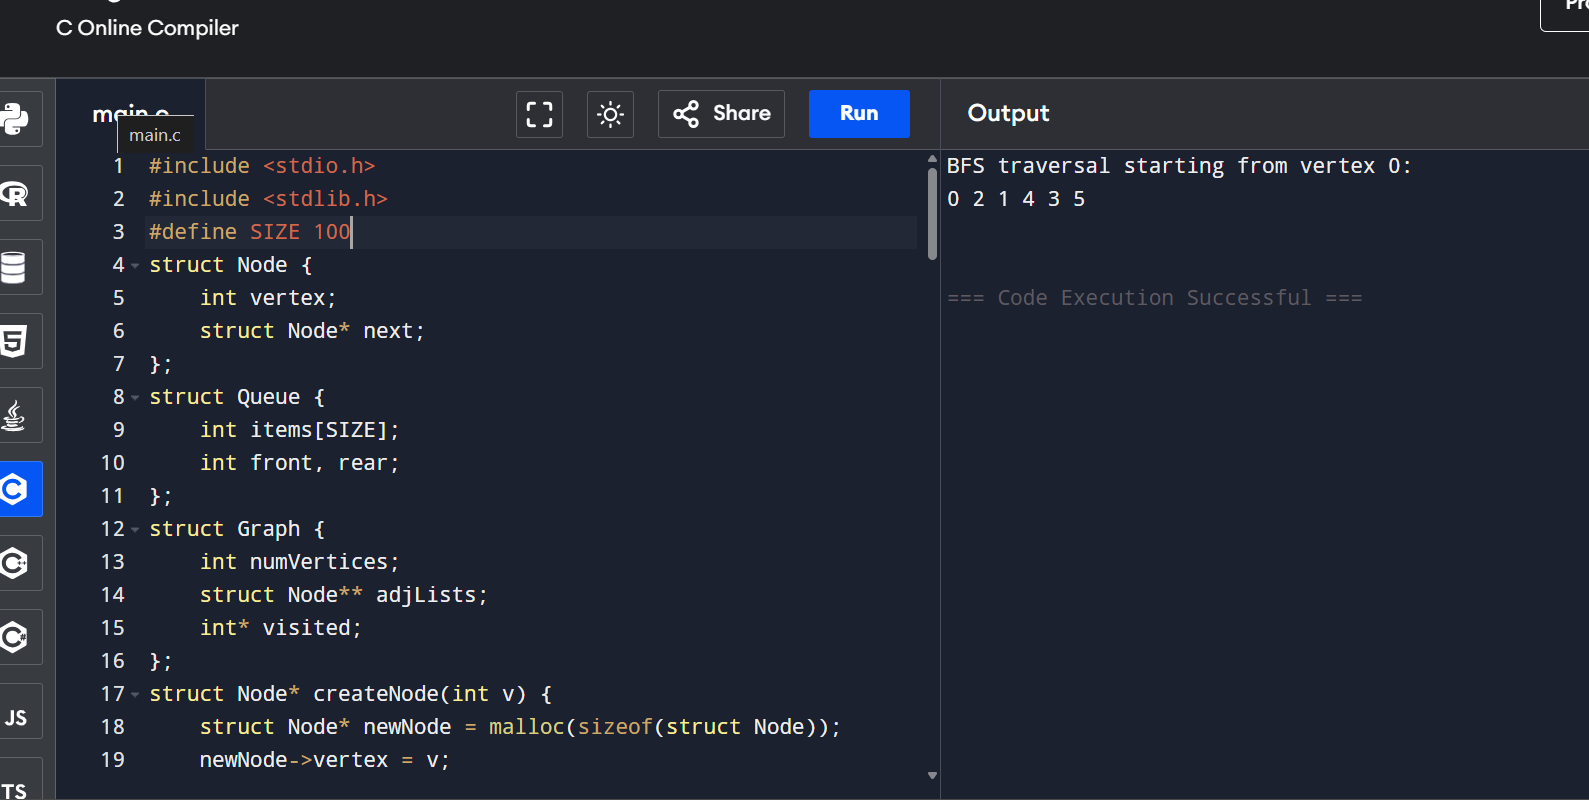 C Online Compiler
main.c
main.c
Share
Run
Output
1 #include <stdio.h>
2 #include <stdlib.h>
3 #define SIZE 100
4 struct Node {
5 int vertex;
6 struct Node* next;
7 };
8 struct Queue {
9 int items[SIZE];
10 int front, rear;
11 };
12 struct Graph {
13 int numVertices;
14 struct Node** adjLists;
15 int* visited;
16 };
17 struct Node* createNode(int v) {
18 struct Node* newNode = malloc(sizeof(struct Node));
19 newNode->vertex = v;
BFS traversal starting from vertex 0:
0 2 1 4 3 5
=== Code Execution Successful ===
R
5
C
C++
C#
JS
TS